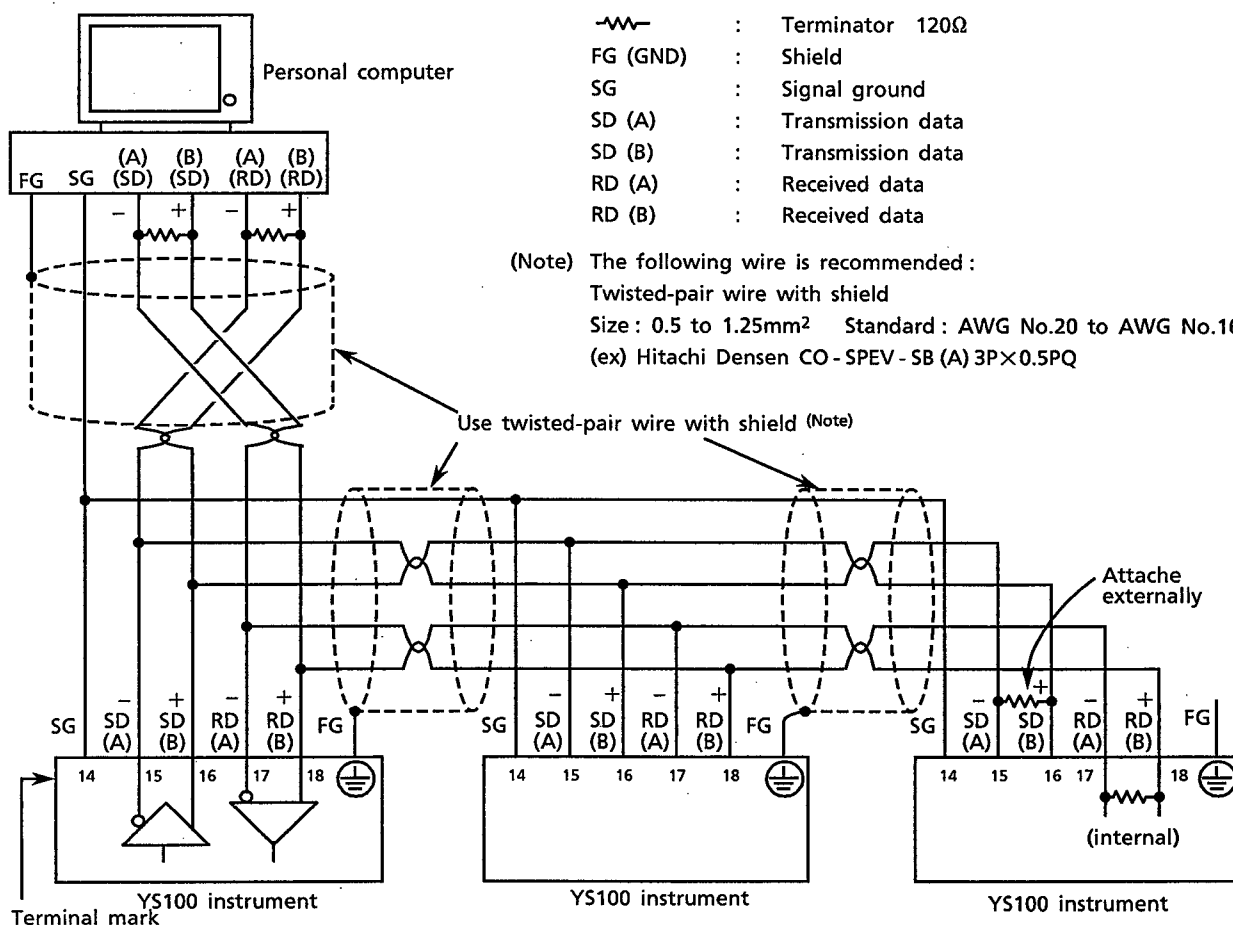 Personal computer
FG SG (A) (SD) (B) (SD) (A) (RD) (B) (RD)
− + − +
: Terminator 120Ω
FG (GND) : Shield
SG : Signal ground
SD (A) : Transmission data
SD (B) : Transmission data
RD (A) : Received data
RD (B) : Received data
(Note) The following wire is recommended :
Twisted-pair wire with shield
Size : 0.5 to 1.25mm² Standard : AWG No.20 to AWG No.16
(ex) Hitachi Densen CO - SPEV - SB (A) 3P×0.5PQ
Use twisted-pair wire with shield (Note)
Attache
externally
SG − SD (A) + SD (B) − RD (A) + RD (B) FG
14 15 16 17 18
YS100 instrument
Terminal mark
SG − SD (A) + SD (B) − RD (A) + RD (B) FG
14 15 16 17 18
YS100 instrument
SG − SD (A) + SD (B) − RD (A) + RD (B) FG
14 15 16 17 18
(internal)
YS100 instrument